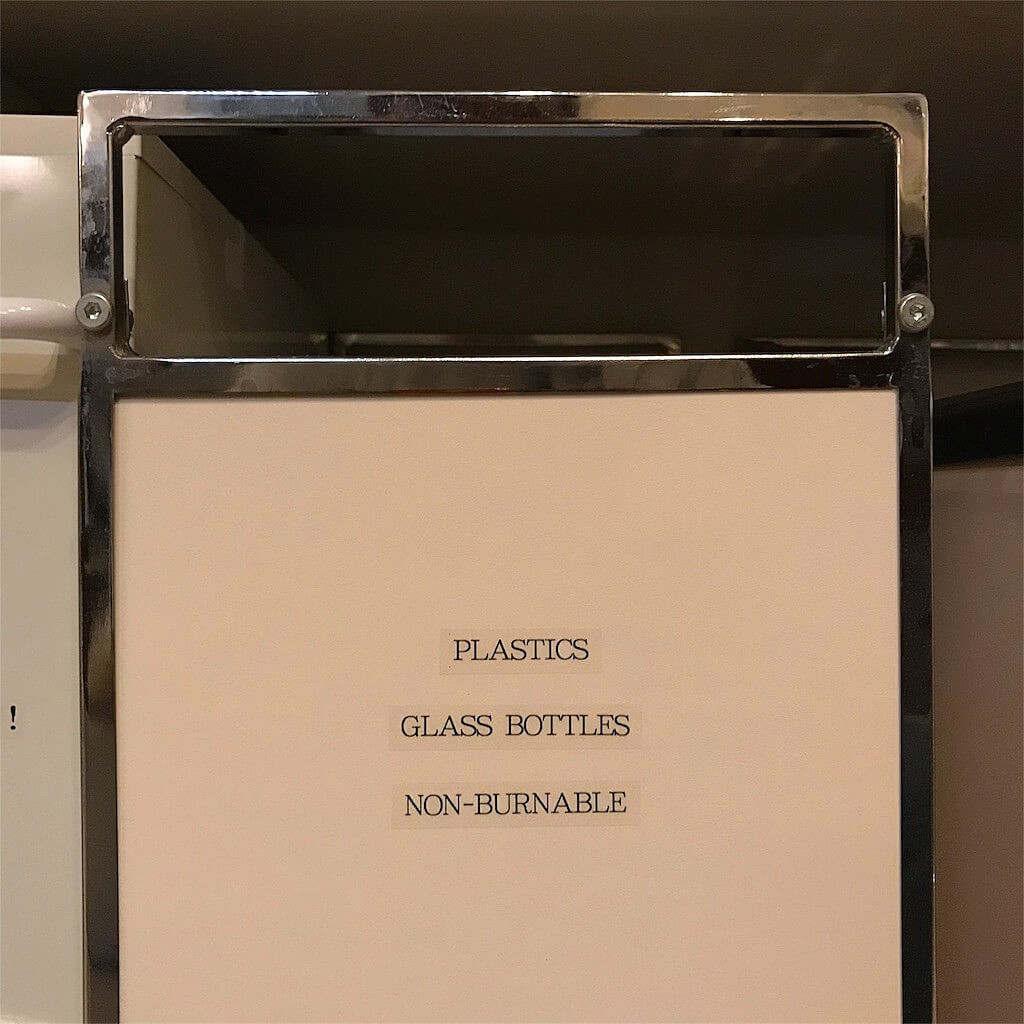 PLASTICS
GLASS BOTTLES
NON-BURNABLE
!